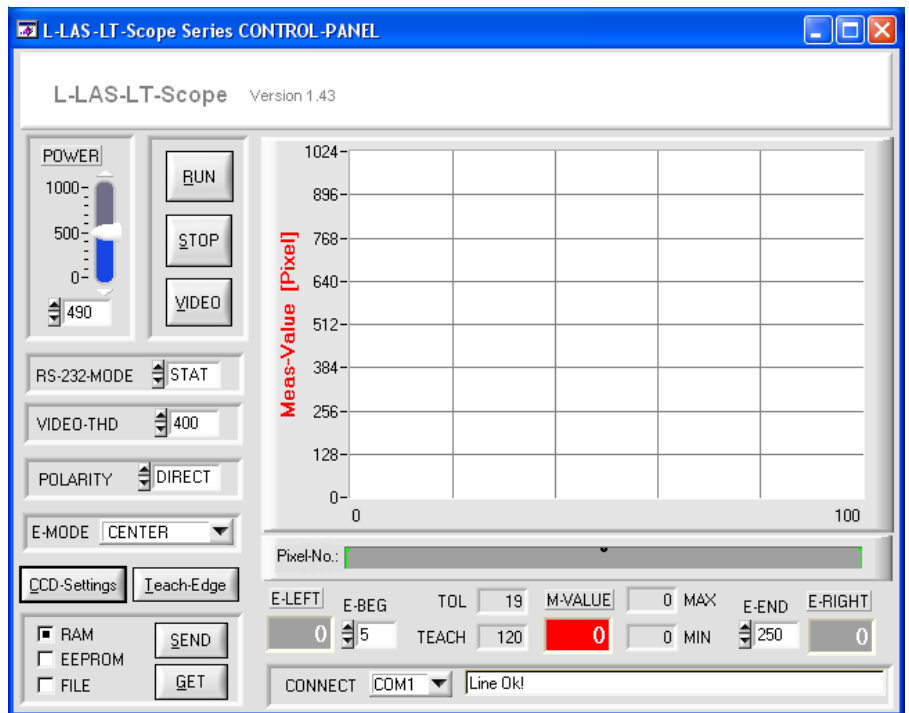 L-LAS-LT-Scope Series CONTROL-PANEL
L-LAS-LT-Scope Version 1.43
POWER
1000
500
0
490
RUN
STOP
VIDEO
RS-232-MODE STAT
VIDEO-THD 400
POLARITY DIRECT
E-MODE CENTER
CCD-Settings Teach-Edge
RAM
EEPROM
FILE
SEND
GET
Meas-Value [Pixel]
1024
896
768
640
512
384
256
128
0
0 100
Pixel-No.:
E-LEFT
0
E-BEG
5
TOL 19
TEACH 120
M-VALUE
0
0 MAX
0 MIN
E-END
250
E-RIGHT
0
CONNECT COM1 Line Ok!